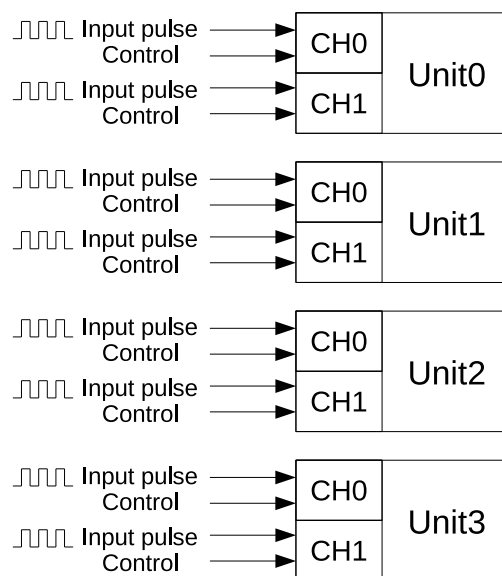 Input pulse
Control
CH0
Input pulse
Control
CH1
Unit0
Input pulse
Control
CH0
Input pulse
Control
CH1
Unit1
Input pulse
Control
CH0
Input pulse
Control
CH1
Unit2
Input pulse
Control
CH0
Input pulse
Control
CH1
Unit3